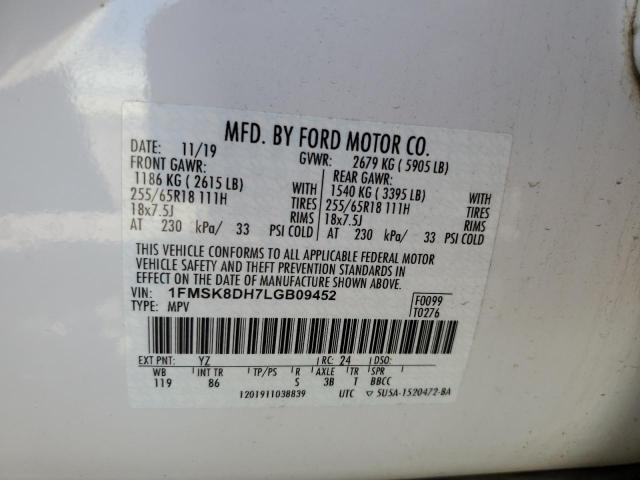 MFD. BY FORD MOTOR CO.
DATE: 11/19 GVWR: 2679 KG ( 5905 LB)
FRONT GAWR: REAR GAWR:
1186 KG ( 2615 LB) WITH 1540 KG ( 3395 LB) WITH
255/65R18 111H TIRES 255/65R18 111H TIRES
18x7.5J RIMS 18x7.5J RIMS
AT 230 kPa/ 33 PSI COLD AT 230 kPa/ 33 PSI COLD
THIS VEHICLE CONFORMS TO ALL APPLICABLE FEDERAL MOTOR
VEHICLE SAFETY AND THEFT PREVENTION STANDARDS IN
EFFECT ON THE DATE OF MANUFACTURE SHOWN ABOVE.
VIN: 1FMSK8DH7LGB09452 F0099
TYPE: MPV T0276
EXT PNT: YZ RC: 24 DSO:
WB INT TR TP/PS R AXLE TR SPR
119 86 S 3B T BBCC
1201911038839 UTC ▽ 5U5A-1520472-BA